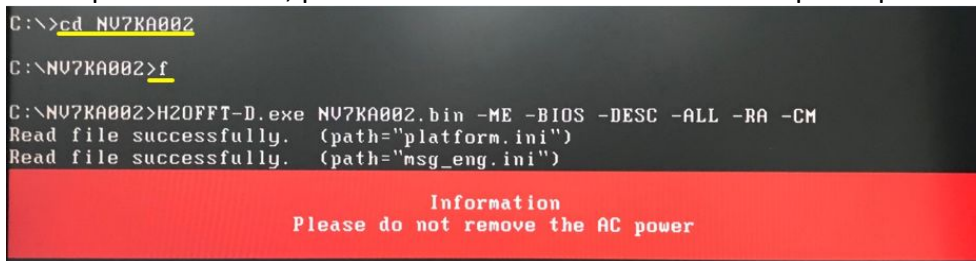 C:\>cd NV7KA002
C:\NV7KA002>f
C:\NV7KA002>H2OFFT-D.exe NV7KA002.bin -ME -BIOS -DESC -ALL -RA -CM
Read file successfully. (path="platform.ini")
Read file successfully. (path="msg_eng.ini")
Information
Please do not remove the AC power